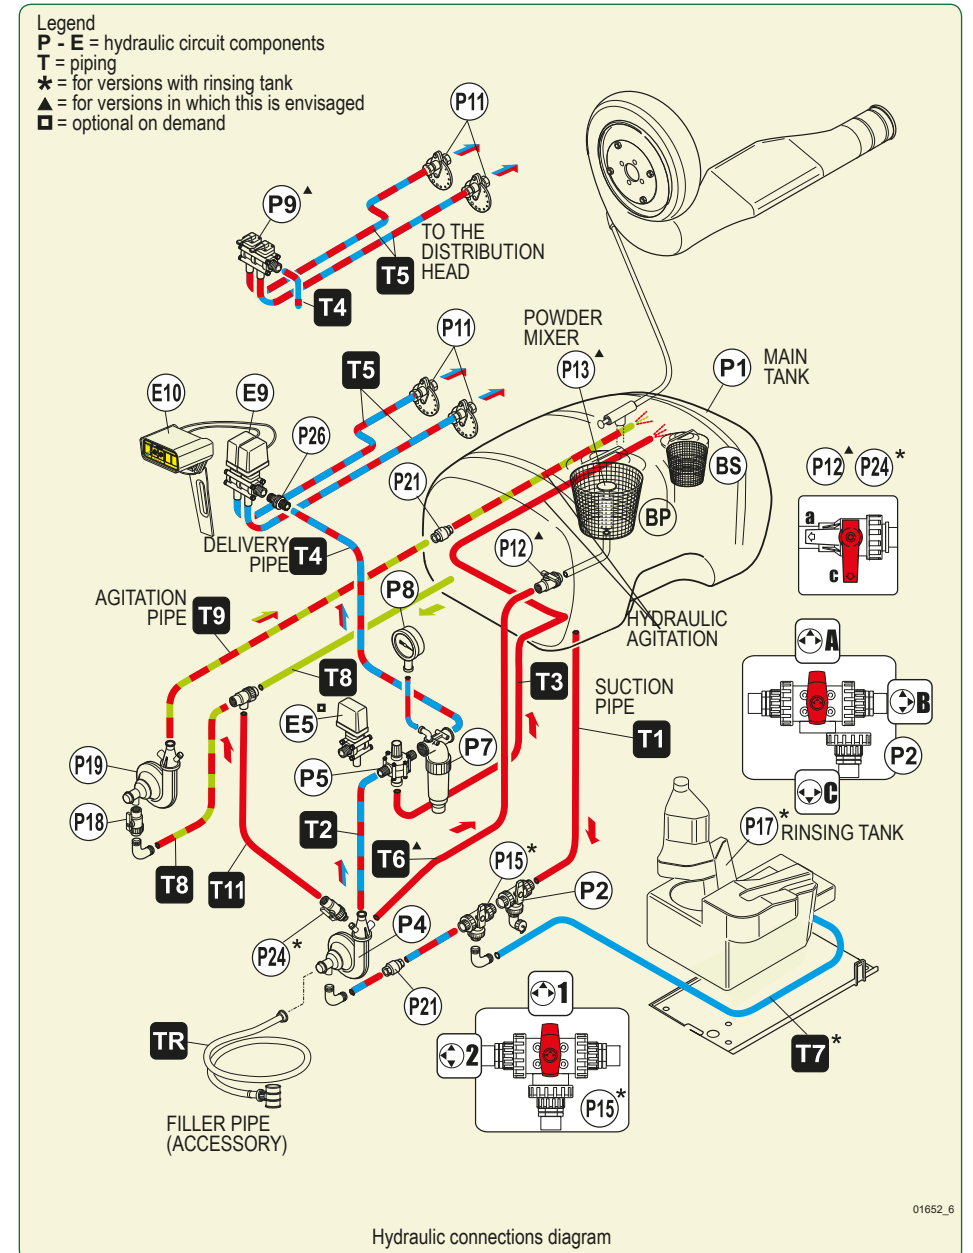 Legend
P - E = hydraulic circuit components
T = piping
* = for versions with rinsing tank
▲ = for versions in which this is envisaged
◘ = optional on demand
P11
P9▲
TO THE
DISTRIBUTION
HEAD
T5
T4
POWDER
MIXER
P13▲
P11
P1
MAIN
TANK
T5
E10
E9
P26
P21
BS
BP
P12▲ P24*
a
c
DELIVERY
PIPE
T4
P12▲
P8
AGITATION
PIPE
T9
HYDRAULIC
AGITATION
A
T8
T3
SUCTION
PIPE
B
E5◘
T1
P7
P2
P19
P5
C
P18
T2
P17*
RINSING TANK
T6▲
P15*
T8
T11
P2
P24*
P4
P21
1
TR
2
T7*
P15*
FILLER PIPE
(ACCESSORY)
01652_6
Hydraulic connections diagram